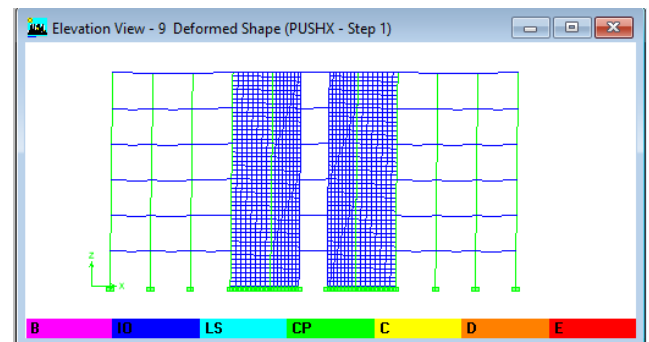 Elevation View - 9 Deformed Shape (PUSHX - Step 1)
z
x
B IO LS CP C D E